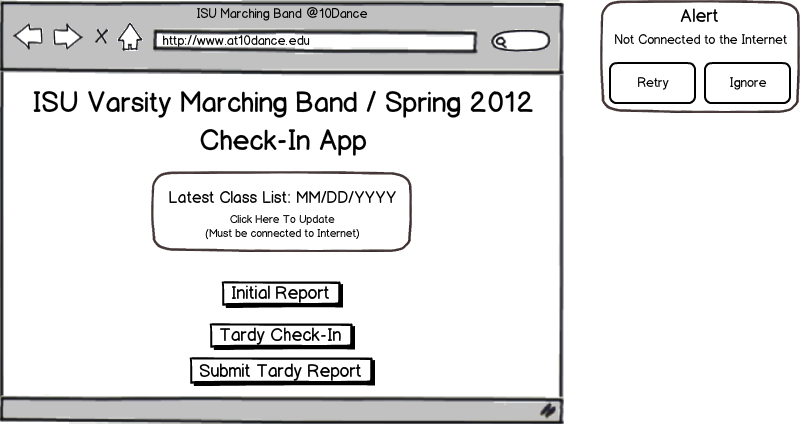 ISU Marching Band @10Dance
http://www.at10dance.edu
ISU Varsity Marching Band / Spring 2012
Check-In App
Latest Class List: MM/DD/YYYY
Click Here To Update
(Must be connected to Internet)
Initial Report
Tardy Check-In
Submit Tardy Report
Alert
Not Connected to the Internet
Retry
Ignore